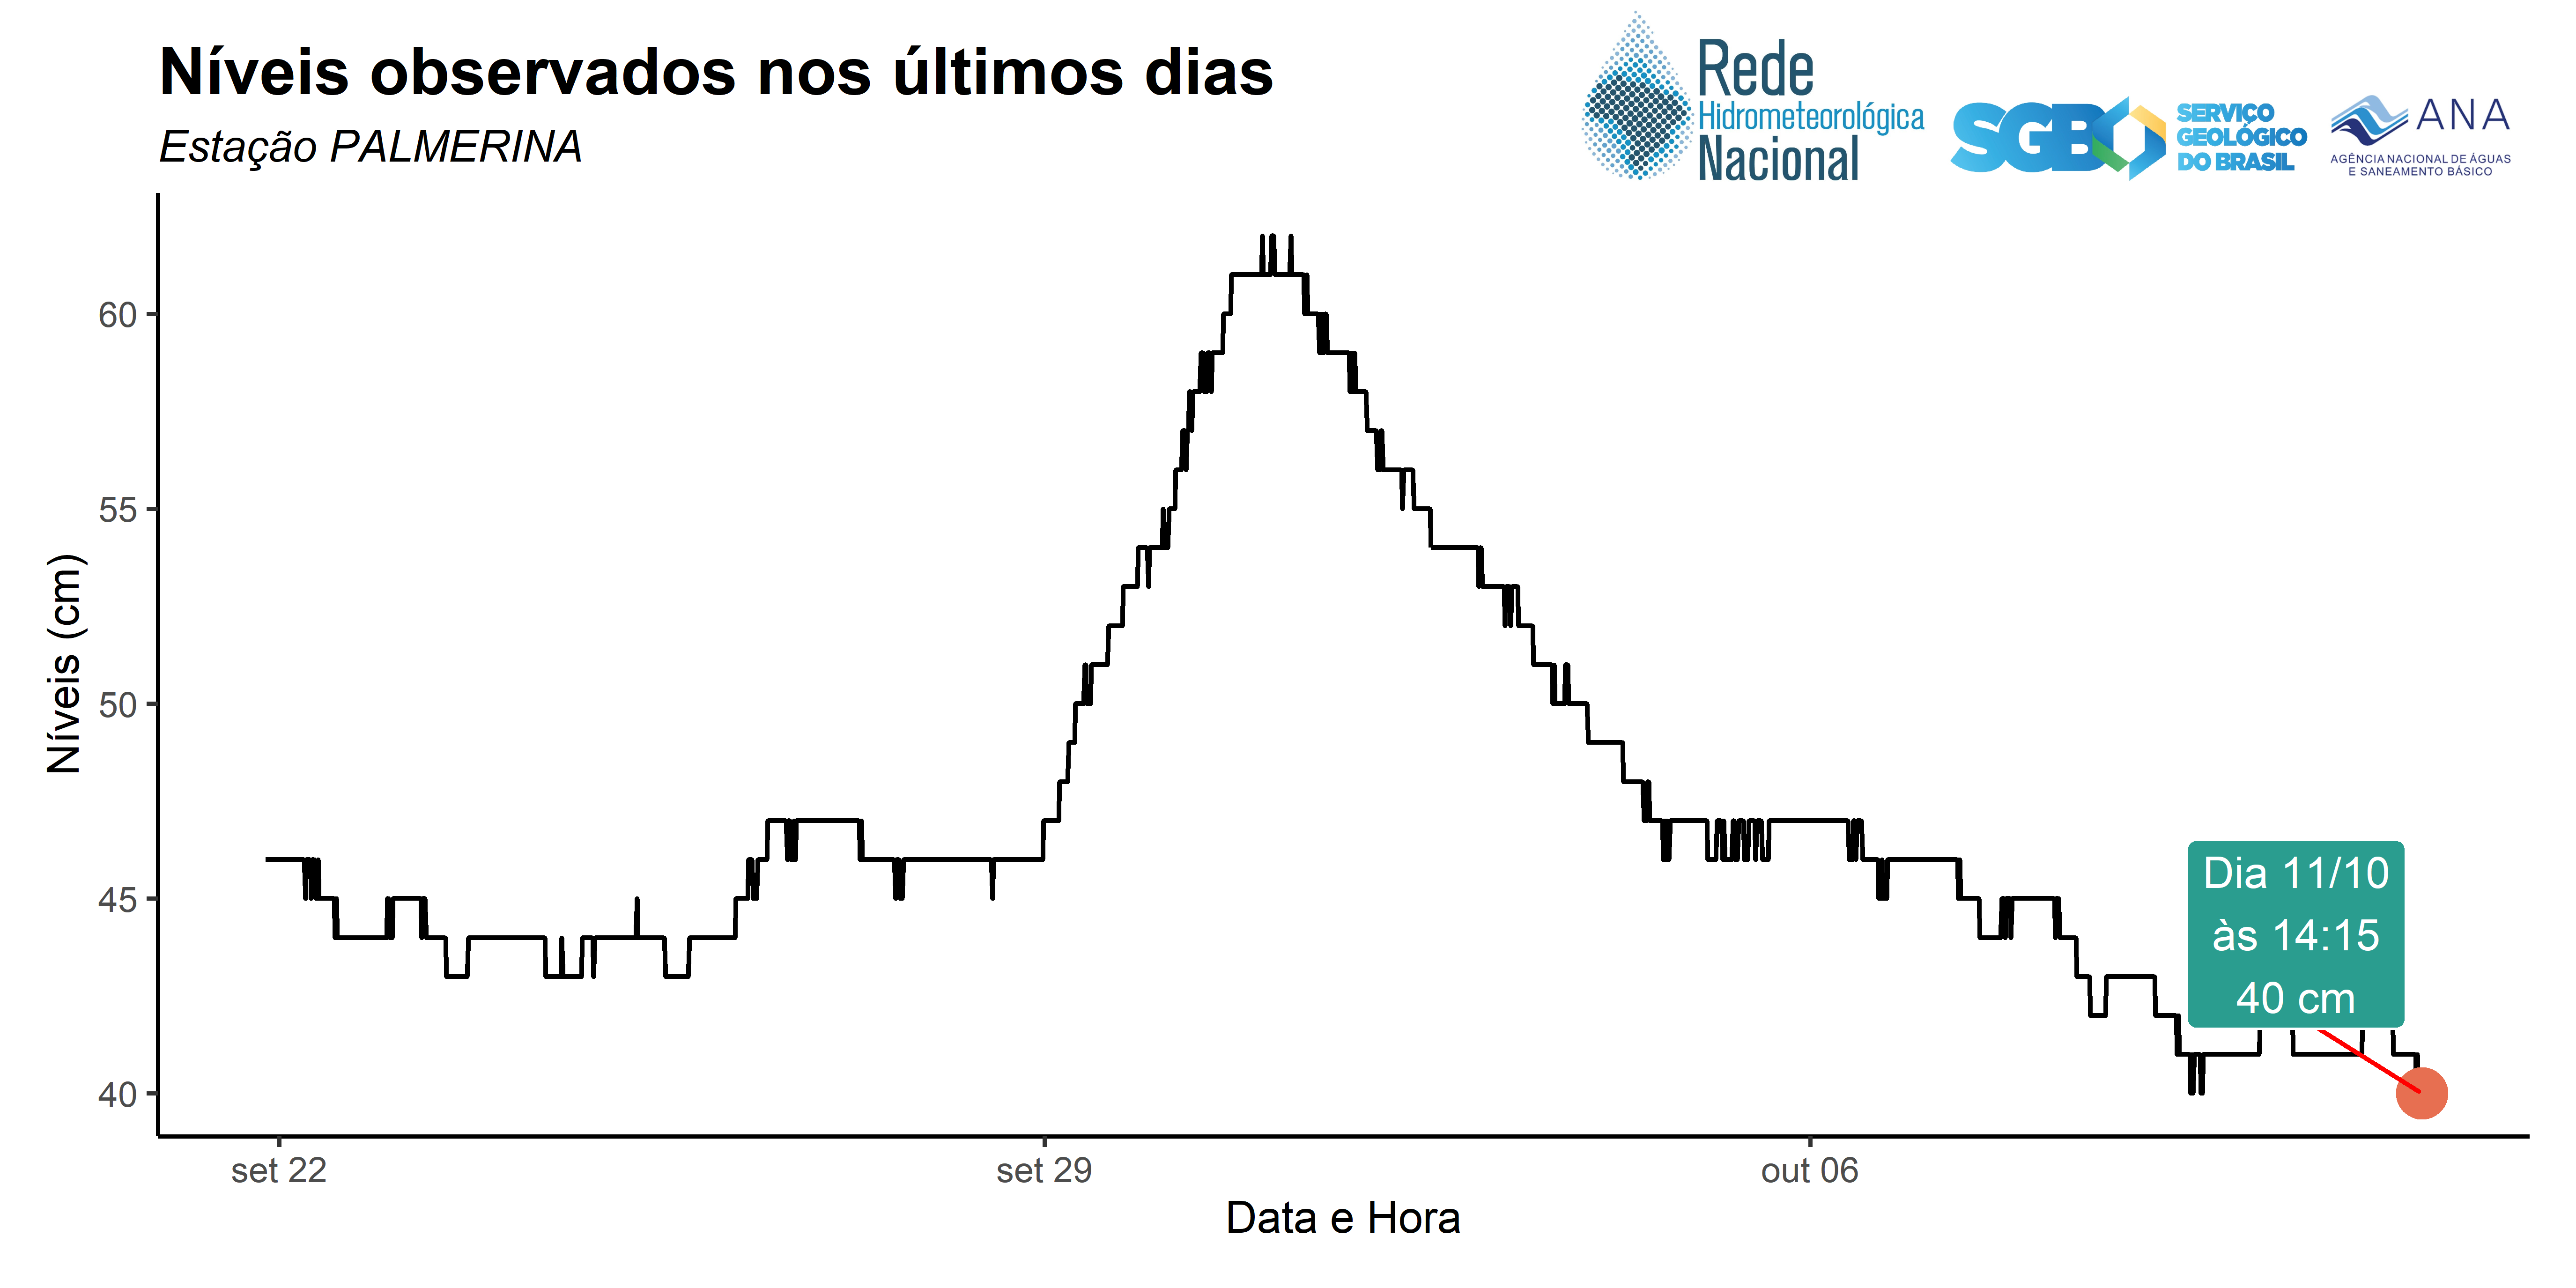 Níveis observados nos últimos dias
Estação PALMERINA
Rede
Hidrometeorológica
Nacional
SGB
SERVIÇO
GEOLÓGICO
DO BRASIL
ANA
AGÊNCIA NACIONAL DE ÁGUAS
E SANEAMENTO BÁSICO
Níveis (cm)
60
55
50
45
40
Dia 11/10
às 14:15
40 cm
set 22
set 29
out 06
Data e Hora